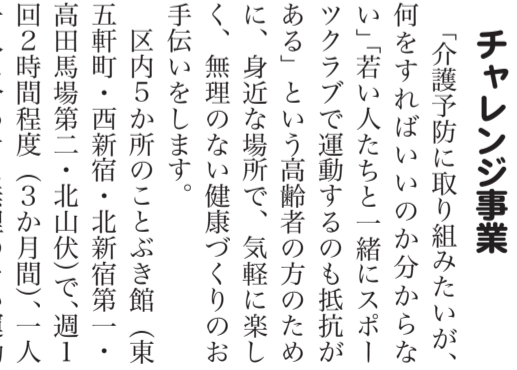 チャレンジ事業
「介護予防に取り組みたいが、
何をすればいいのか分からな
い」「若い人たちと一緒にスポー
ツクラブで運動するのも抵抗が
ある」という高齢者の方のため
に、身近な場所で、気軽に楽し
く、無理のない健康づくりのお
手伝いをします。
区内５か所のことぶき館（東
五軒町・西新宿・北新宿第一・
高田馬場第二・北山伏）で、週１
回２時間程度（３か月間）、一人